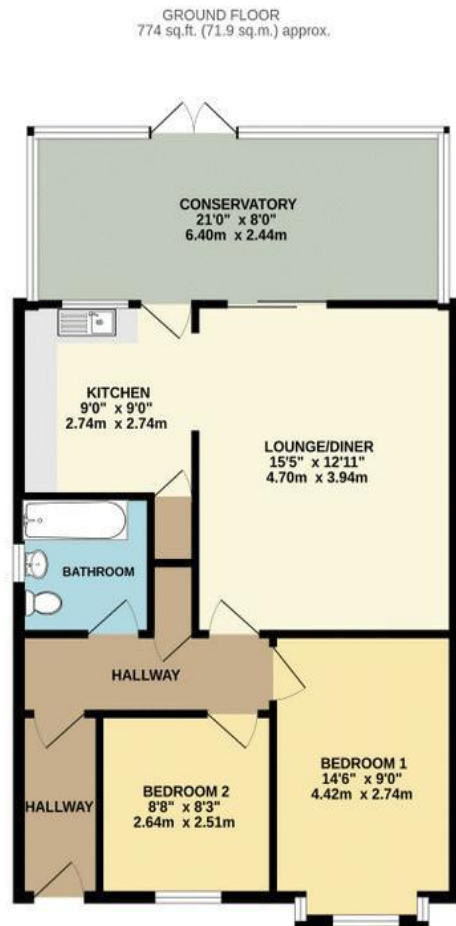 GROUND FLOOR
774 sq.ft. (71.9 sq.m.) approx.
CONSERVATORY
21'0" x 8'0"
6.40m x 2.44m
KITCHEN
9'0" x 9'0"
2.74m x 2.74m
LOUNGE/DINER
15'5" x 12'11"
4.70m x 3.94m
BATHROOM
HALLWAY
BEDROOM 1
14'6" x 9'0"
4.42m x 2.74m
BEDROOM 2
8'8" x 8'3"
2.64m x 2.51m
HALLWAY